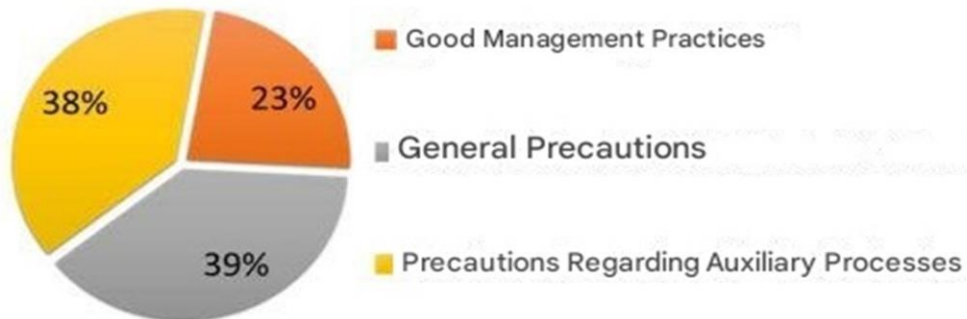 38%
23%
39%
Good Management Practices
General Precautions
Precautions Regarding Auxiliary Processes